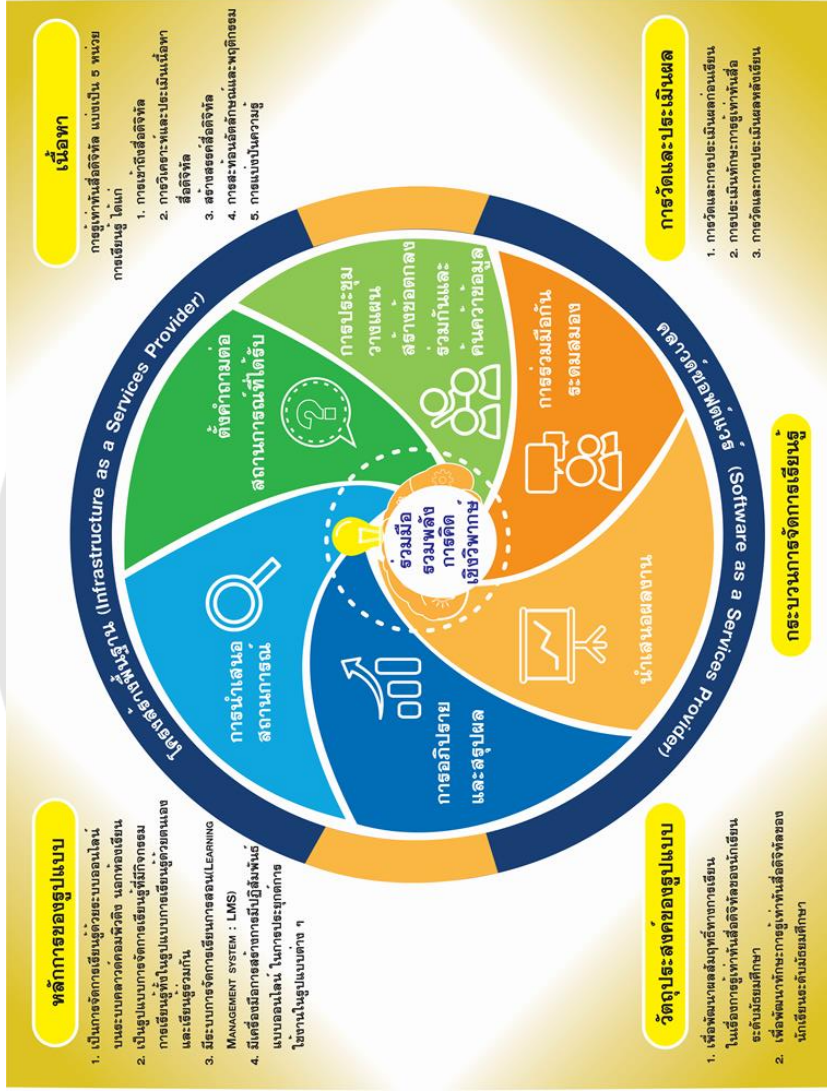 วัตถุประสงค์ของรูปแบบ
1. เพื่อพัฒนาผลสัมฤทธิ์ทางการเรียน
ในเรื่องการรู้เท่าทันสื่อดิจิทัลของนักเรียน
ระดับมัธยมศึกษา
2. เพื่อพัฒนาทักษะการรู้เท่าทันสื่อดิจิทัลของ
นักเรียนระดับมัธยมศึกษา
หลักการของรูปแบบ
1. เป็นการจัดการเรียนรู้ด้วยระบบออนไลน์
บนระบบคลาวด์คอมพิวติง นอกห้องเรียน
2. เป็นรูปแบบการจัดการเรียนรู้ที่มีกิจกรรม
การเรียนรู้ทั้งในรูปแบบการเรียนรู้ด้วยตนเอง
และเรียนรู้ร่วมกัน
3. มีระบบการจัดการเรียนการสอน(LEARNING
MANAGEMENT SYSTEM : LMS)
4. มีเครื่องมือการสร้างการมีปฏิสัมพันธ์
แบบออนไลน์ ในการประยุกต์การ
ใช้งานในรูปแบบต่าง ๆ
กระบวนการจัดการเรียนรู้
คลาวด์ซอฟต์แวร์ (Software as a Services Provider)
โครงสร้างพื้นฐาน (Infrastructure as a Services Provider)
การนำเสนอ
สถานการณ์
ตั้งคำถามต่อ
สถานการณ์ที่ได้รับ
การประชุม
วางแผน
สร้างข้อตกลง
ร่วมกันและ
ค้นคว้าข้อมูล
การร่วมมือกัน
ระดมสมอง
นำเสนอผลงาน
การอภิปราย
และสรุปผล
ร่วมมือ
รวมพลัง
การคิด
เชิงวิพากษ์
การวัดและประเมินผล
1. การวัดและการประเมินผลก่อนเรียน
2. การประเมินทักษะการรู้เท่าทันสื่อ
3. การวัดและการประเมินผลหลังเรียน
เนื้อหา
การรู้เท่าทันสื่อดิจิทัล แบ่งเป็น 5 หน่วย
การเรียนรู้ ได้แก่
1. การเข้าถึงสื่อดิจิทัล
2. การวิเคราะห์และประเมินเนื้อหา
สื่อดิจิทัล
3. สร้างสรรค์สื่อดิจิทัล
4. การสะท้อนอัตลักษณ์และพฤติกรรม
5. การแบ่งปันความรู้